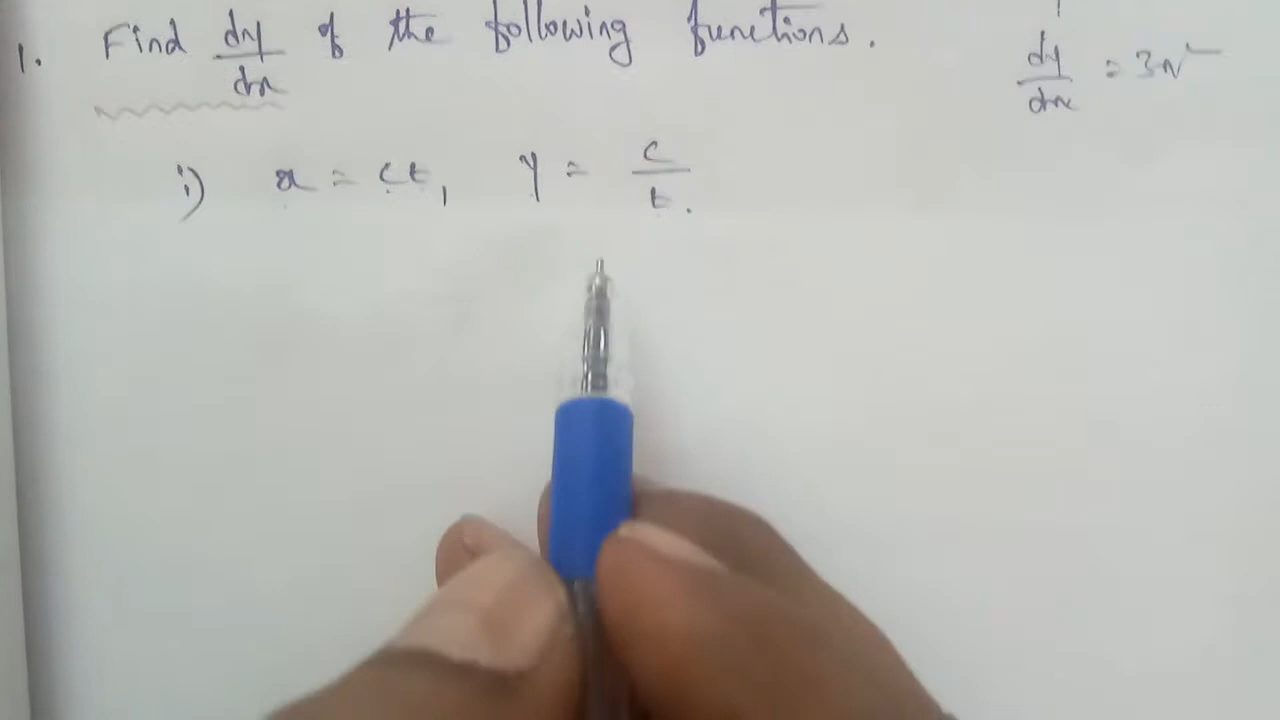 1. Find dy/dx of the following functions.
dy/dx = 3x²
i) x = ct, y = c/t.